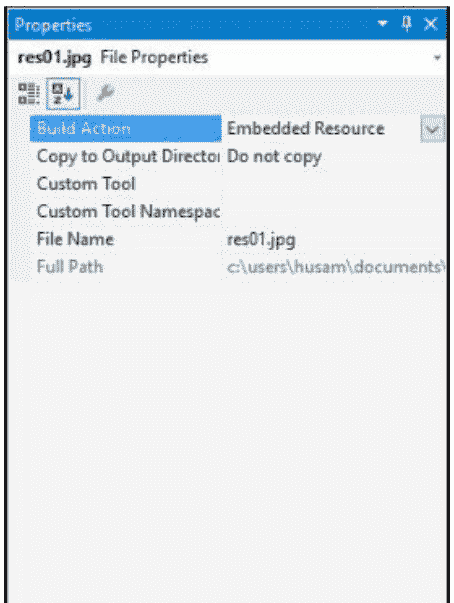 Properties
res01.jpg File Properties
Build Action Embedded Resource
Copy to Output Director Do not copy
Custom Tool
Custom Tool Namespac
File Name res01.jpg
Full Path c:\users\husam\documents\